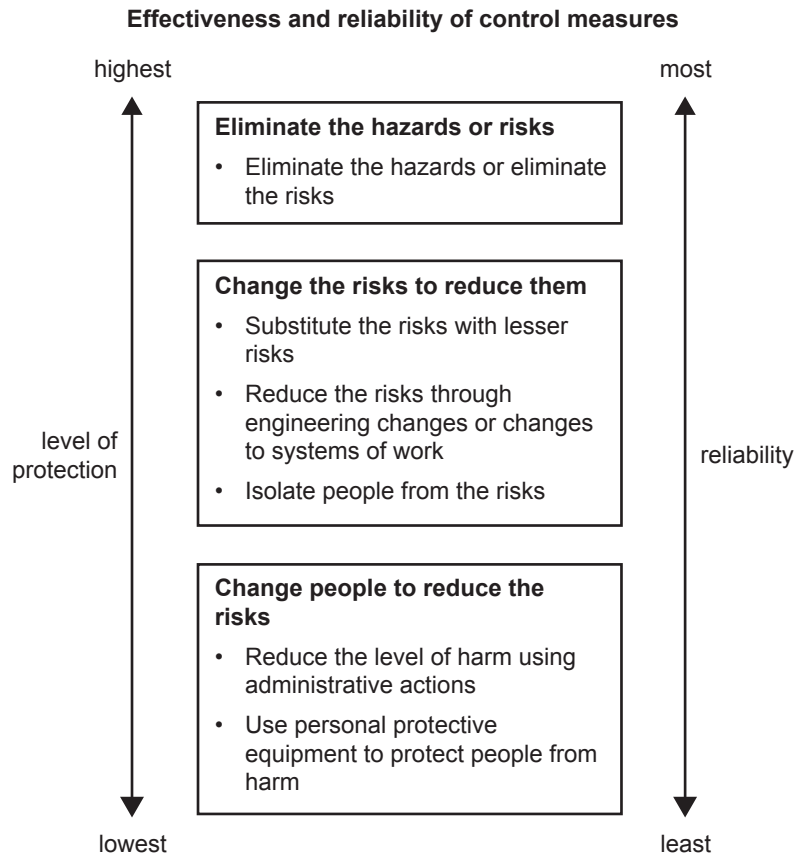 Effectiveness and reliability of control measures
highest
most
Eliminate the hazards or risks
• Eliminate the hazards or eliminate
the risks
Change the risks to reduce them
• Substitute the risks with lesser
risks
• Reduce the risks through
engineering changes or changes
to systems of work
• Isolate people from the risks
level of
protection
reliability
Change people to reduce the
risks
• Reduce the level of harm using
administrative actions
• Use personal protective
equipment to protect people from
harm
lowest
least